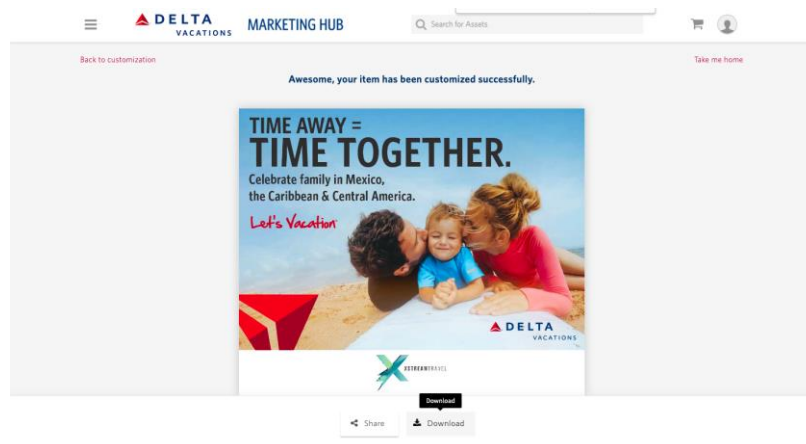 DELTA
VACATIONS
MARKETING HUB
Search for Assets
Back to customization
Take me home
Awesome, your item has been customized successfully.
TIME AWAY =
TIME TOGETHER.
Celebrate family in Mexico,
the Caribbean & Central America.
Let's Vacation
DELTA
VACATIONS
XSTREAMTRAVEL
Download
Share
Download